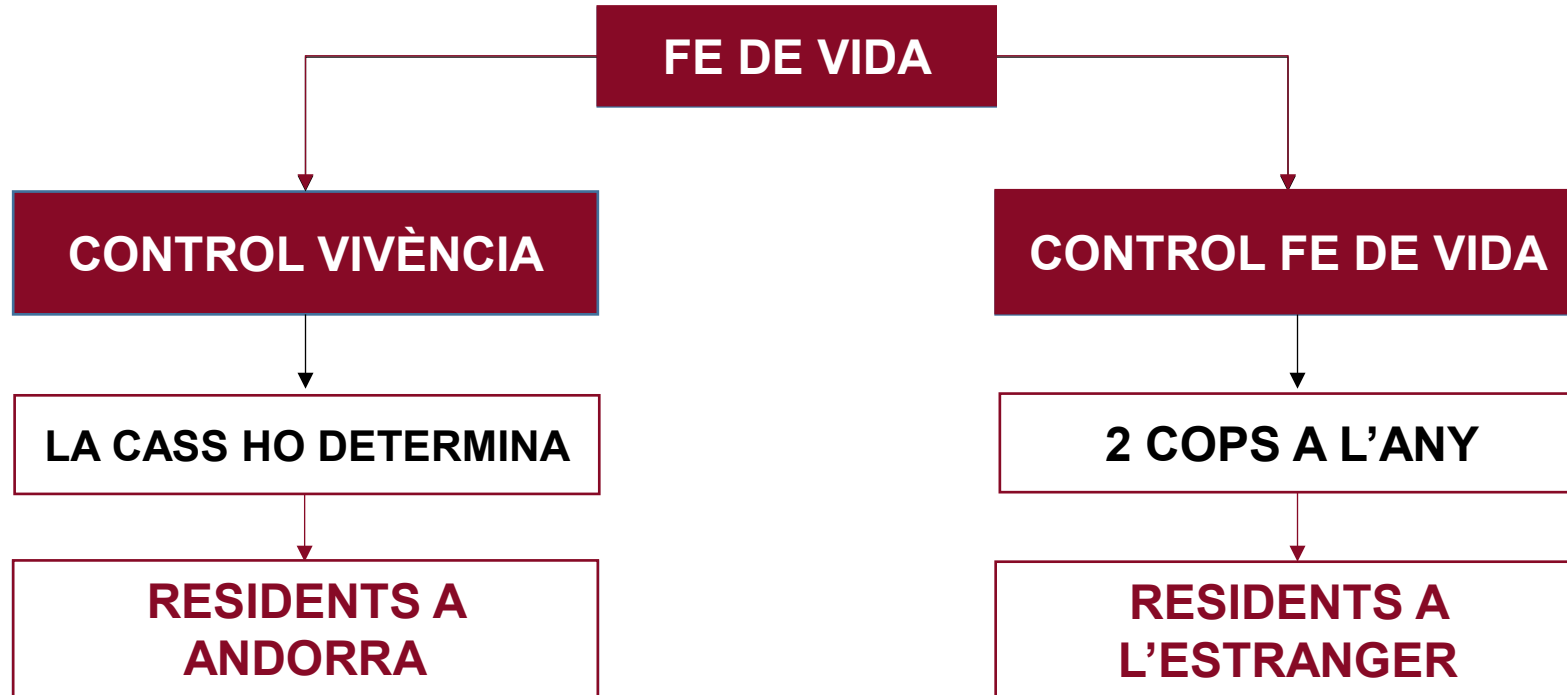 FE DE VIDA
CONTROL VIVÈNCIA
CONTROL FE DE VIDA
LA CASS HO DETERMINA
2 COPS A L’ANY
RESIDENTS A
ANDORRA
RESIDENTS A
L’ESTRANGER